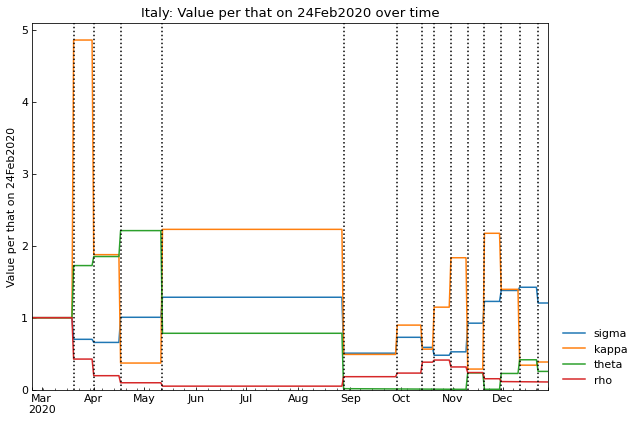 Italy: Value per that on 24Feb2020 over time
Value per that on 24Feb2020
5
4
3
2
1
0
Mar Apr May Jun Jul Aug Sep Oct Nov Dec
2020
sigma
kappa
theta
rho